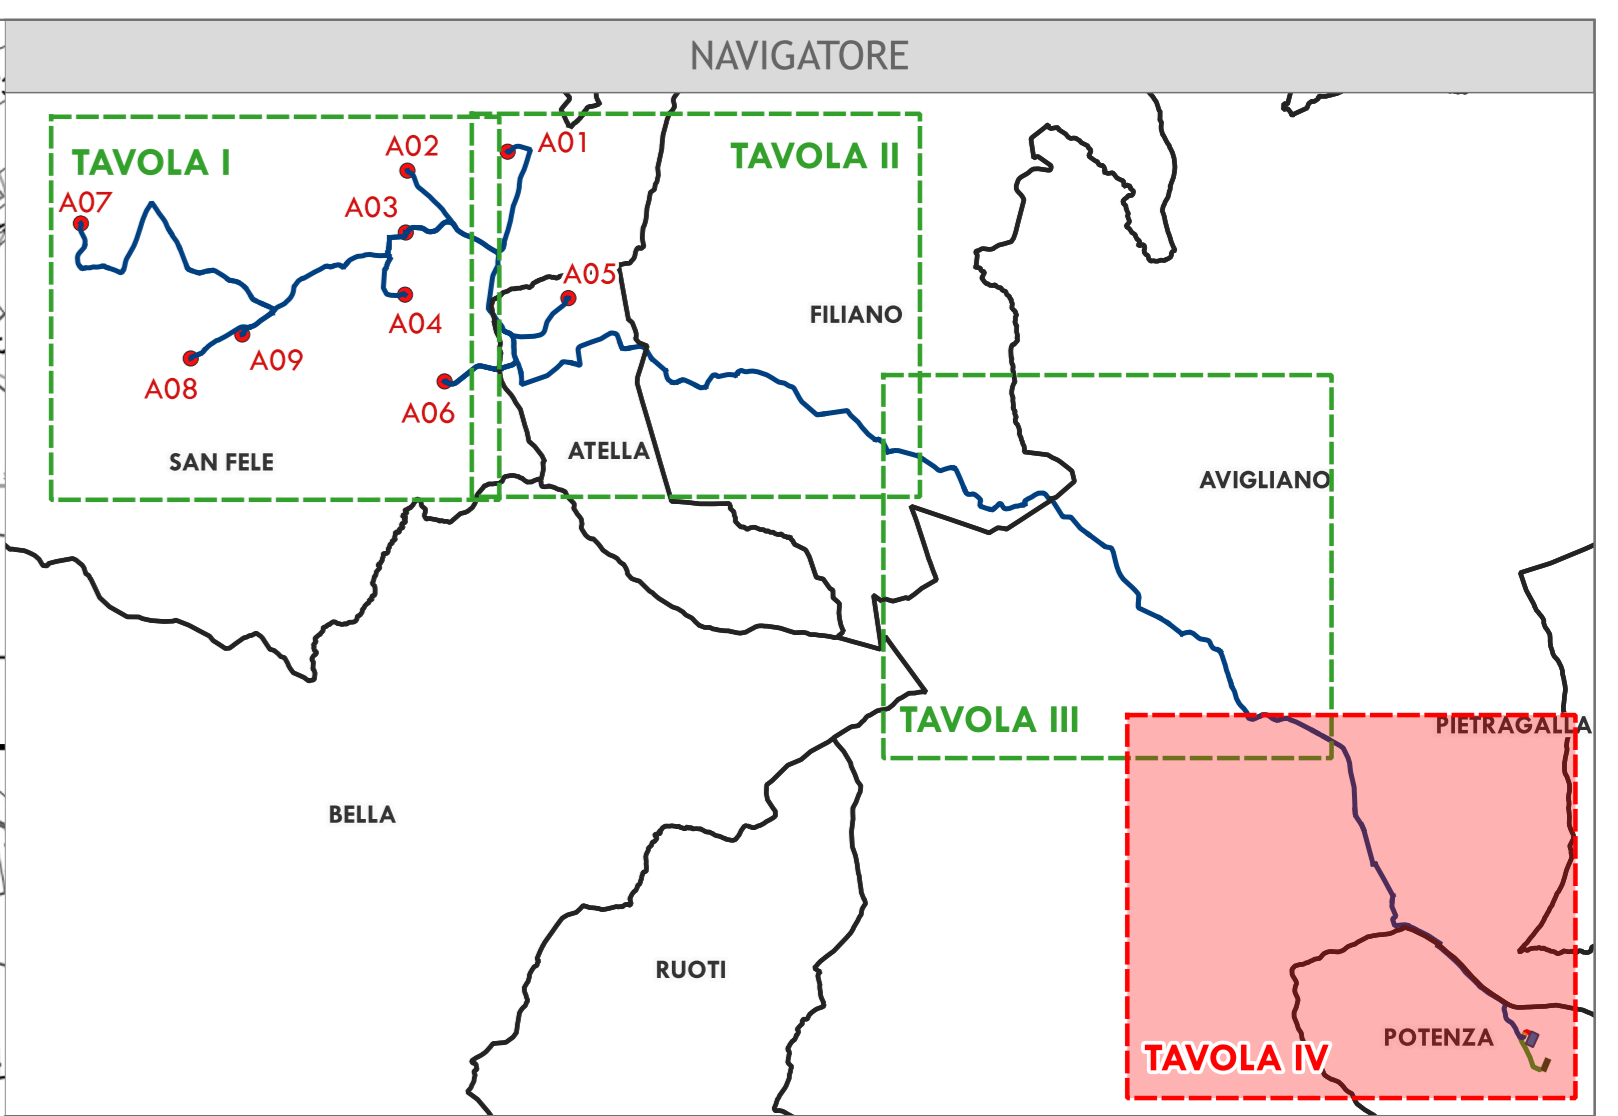 NAVIGATORE
TAVOLA I
A02
A01
TAVOLA II
A07
A03
A05
A04
FILIANO
A09
A08
A06
SAN FELE
ATELLA
AVIGLIANO
TAVOLA III
PIETRAGALLA
BELLA
RUOTI
POTENZA
TAVOLA IV